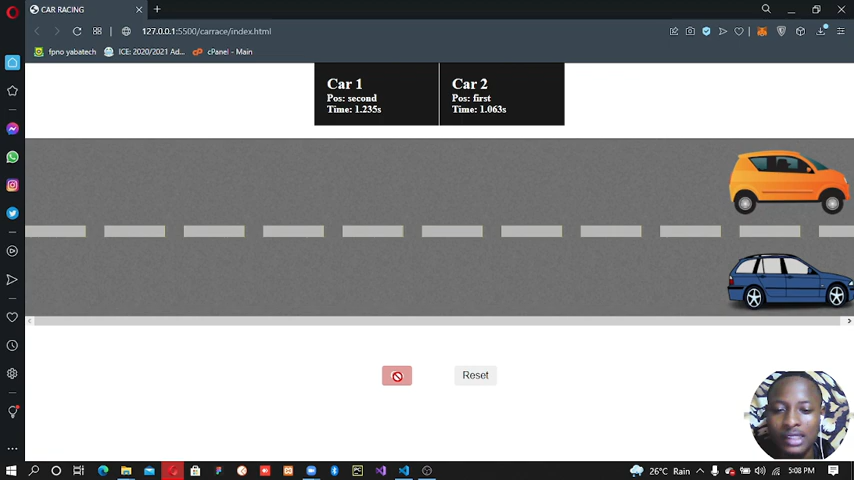 CAR RACING
127.0.0.1:5500/carrace/index.html
fpno yabatech
ICE: 2020/2021 Ad...
cPanel - Main
Car 1
Pos: second
Time: 1.235s
Car 2
Pos: first
Time: 1.063s
Reset
26°C Rain
5:08 PM